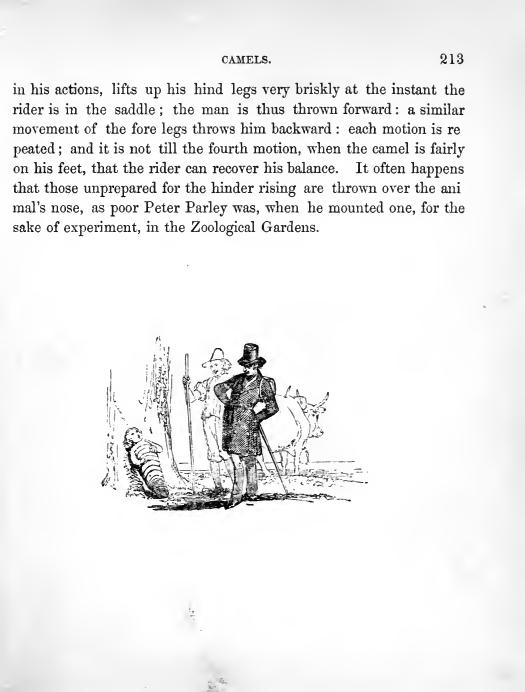 CAMELS. 213
in his actions, lifts up his hind legs very briskly at the instant the
rider is in the saddle ; the man is thus thrown forward : a similar
movement of the fore legs throws him backward : each motion is re
peated ; and it is not till the fourth motion, when the camel is fairly
on his feet, that the rider can recover his balance. It often happens
that those unprepared for the hinder rising are thrown over the ani
mal's nose, as poor Peter Parley was, when he mounted one, for the
sake of experiment, in the Zoological Gardens.